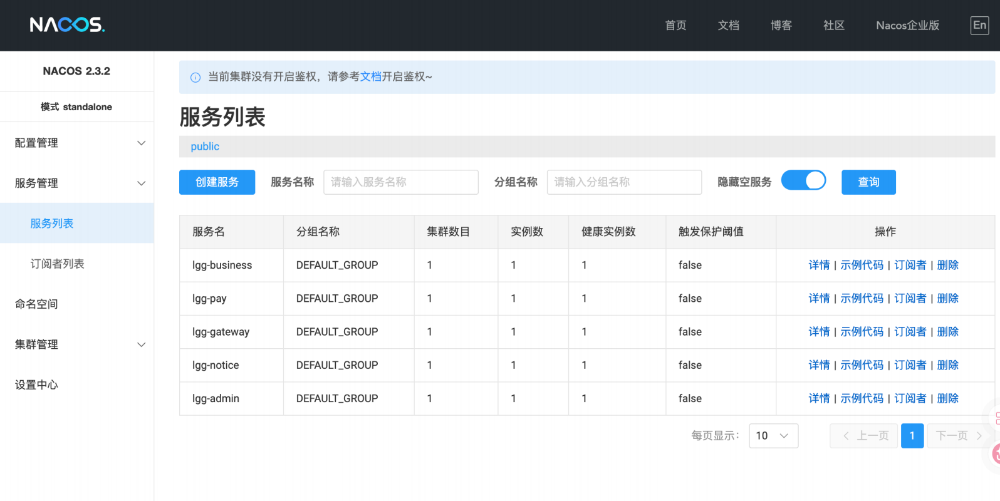 NACOS.
首页 文档 博客 社区 Nacos企业版 En
NACOS 2.3.2
模式 standalone
配置管理
服务管理
服务列表
订阅者列表
命名空间
集群管理
设置中心
当前集群没有开启鉴权，请参考文档开启鉴权~
服务列表
public
创建服务 服务名称 请输入服务名称 分组名称 请输入分组名称 隐藏空服务 查询
服务名 分组名称 集群数目 实例数 健康实例数 触发保护阈值 操作
lgg-business DEFAULT_GROUP 1 1 1 false 详情 | 示例代码 | 订阅者 | 删除
lgg-pay DEFAULT_GROUP 1 1 1 false 详情 | 示例代码 | 订阅者 | 删除
lgg-gateway DEFAULT_GROUP 1 1 1 false 详情 | 示例代码 | 订阅者 | 删除
lgg-notice DEFAULT_GROUP 1 1 1 false 详情 | 示例代码 | 订阅者 | 删除
lgg-admin DEFAULT_GROUP 1 1 1 false 详情 | 示例代码 | 订阅者 | 删除
每页显示： 10 上一页 1 下一页